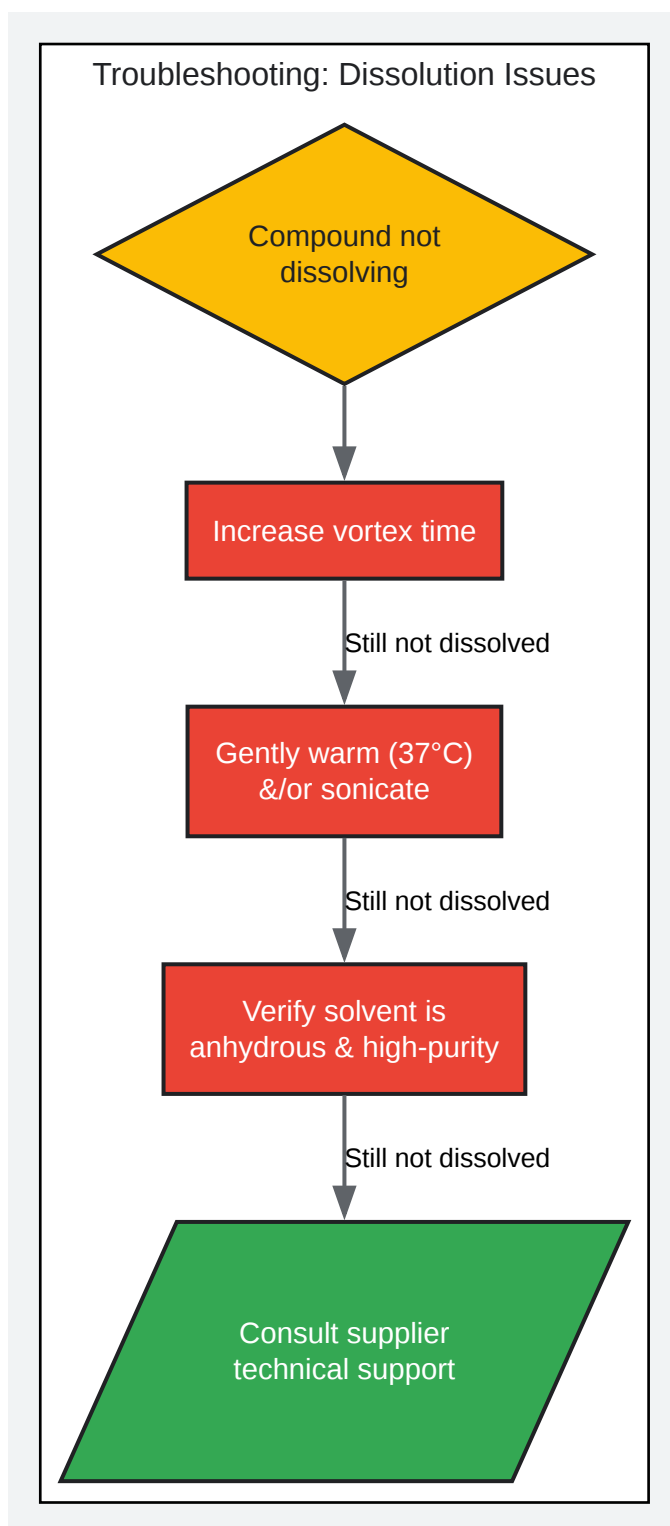 Troubleshooting: Dissolution Issues
Compound not
dissolving
Increase vortex time
Still not dissolved
Gently warm (37°C)
&/or sonicate
Still not dissolved
Verify solvent is
anhydrous & high-purity
Still not dissolved
Consult supplier
technical support